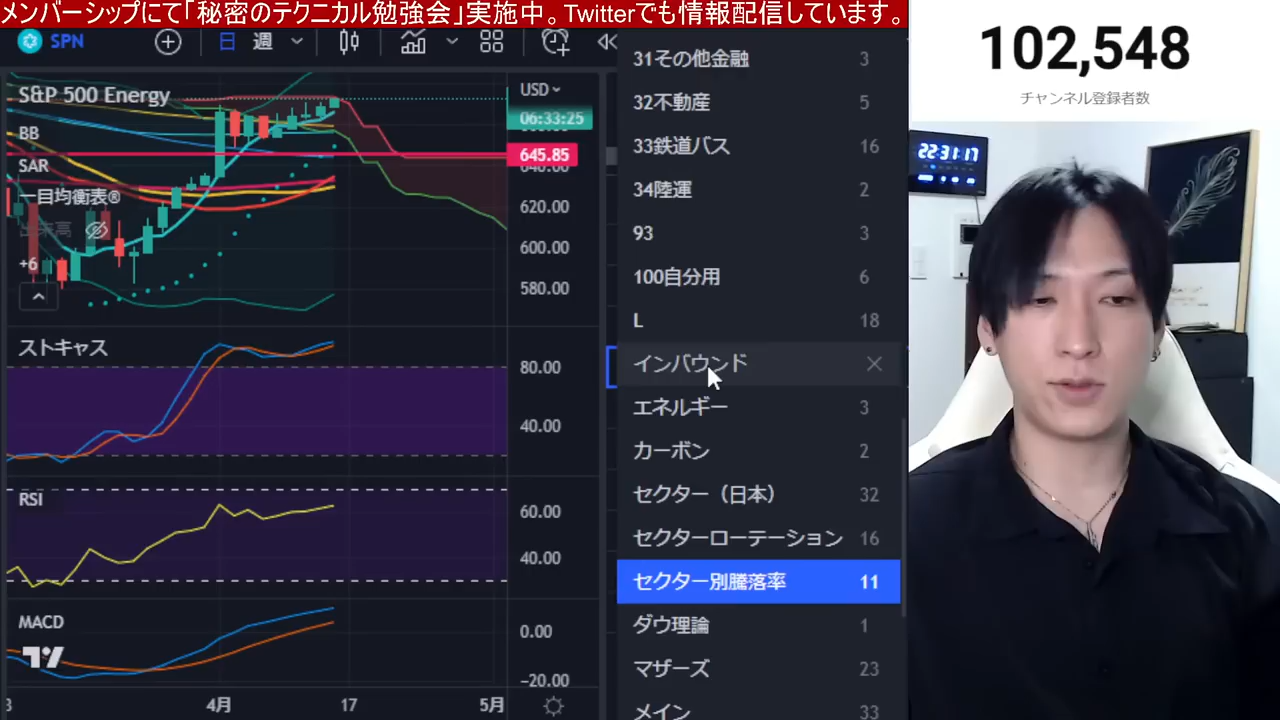 メンバーシップにて「秘密のテクニカル勉強会」実施中。Twitterでも情報配信しています。
SPN
日 週
S&P 500 Energy
BB
SAR
一目均衡表®
出来高
+6
USD
06:33:25
645.85
640.00
620.00
600.00
580.00
ストキャス
80.00
40.00
RSI
60.00
40.00
MACD
0.00
−20.00
4月 17 5月
31その他金融 3
32不動産 5
33鉄道バス 16
34陸運 2
93 3
100自分用 6
L 18
インバウンド
エネルギー 3
カーボン 2
セクター（日本） 32
セクターローテーション 16
セクター別騰落率 11
ダウ理論 1
マザーズ 23
メイン 33
102,548
チャンネル登録者数
22:31:17